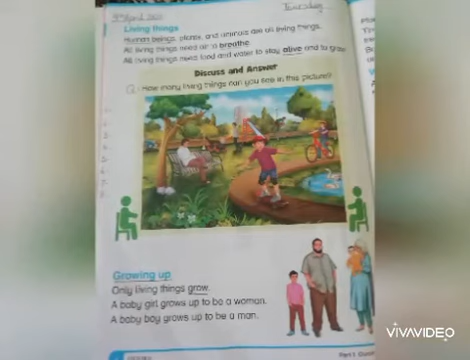 Tuesday
Living things
Human beings, plants, and animals are all living things.
All living things need air to breathe.
All living things need food and water to stay alive and to grow
Discuss and Answer
Q: How many living things can you see in this picture?
Growing up
Only living things grow.
A baby girl grows up to be a woman.
A baby boy grows up to be a man.
VIVAVIDEO